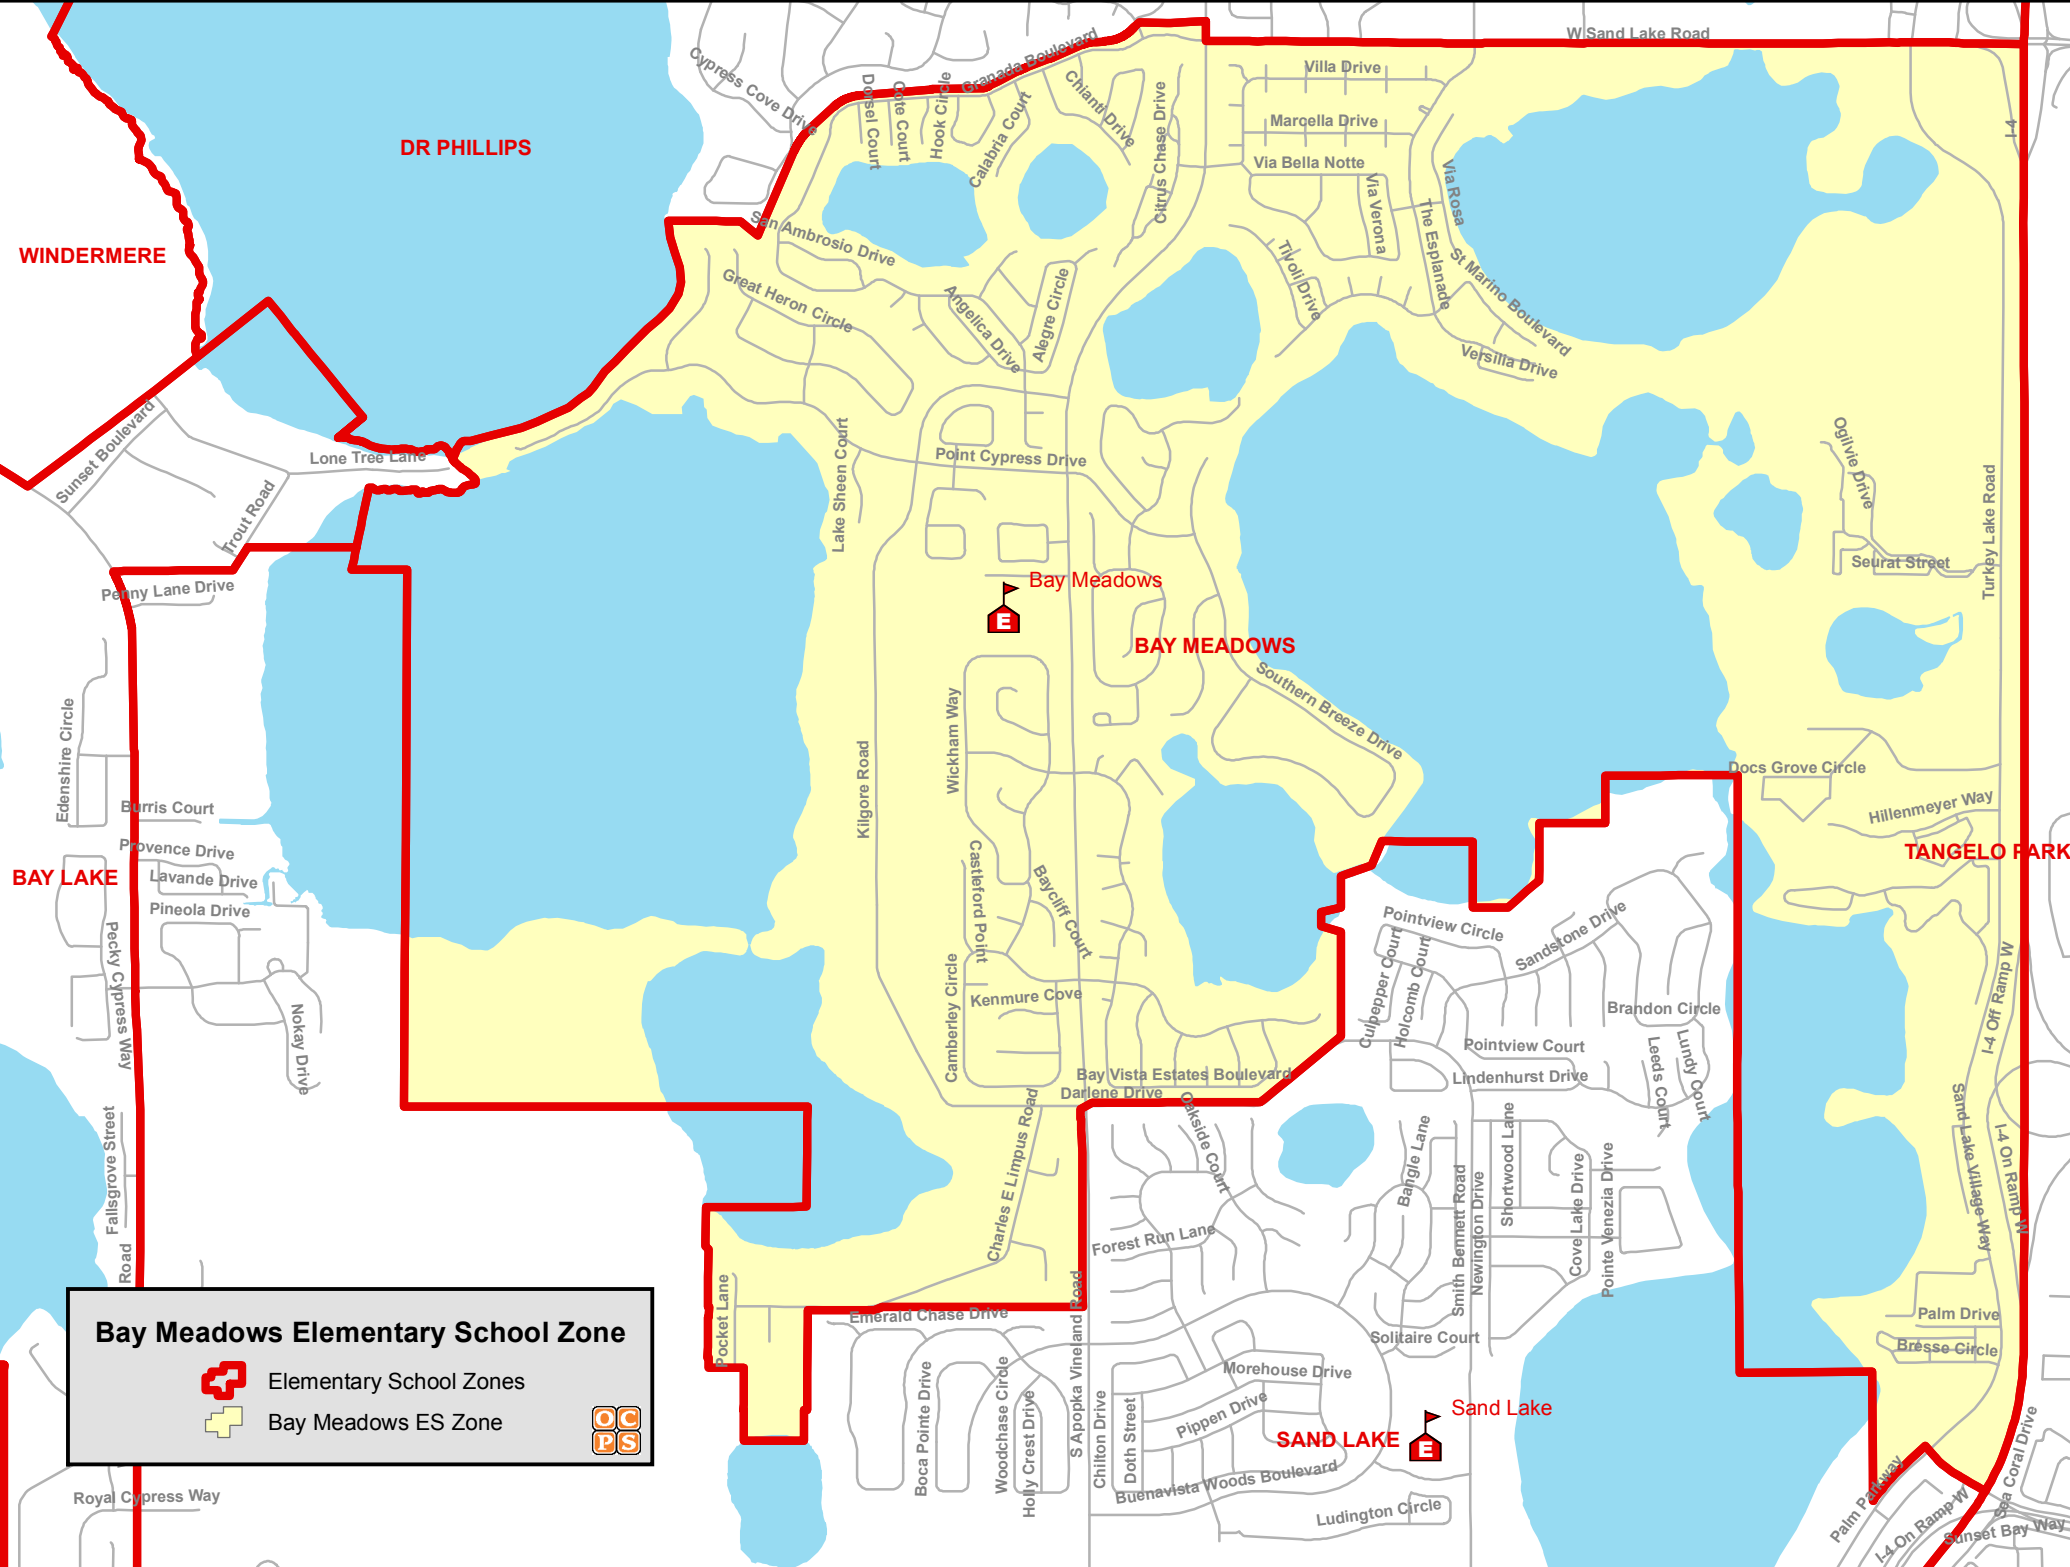 W Sand Lake Road
Cypress Cove Drive
Granada Boulevard
Dorsel Court
Cote Court
Hook Circle
Calabria Court
Chianti Drive
Citrus Chase Drive
Villa Drive
Marcella Drive
Via Bella Notte
Via Verona
Via Rosa
The Esplanade
I-4
DR PHILLIPS
WINDERMERE
San Ambrosio Drive
Great Heron Circle
Angelica Drive
Alegre Circle
Tivoli Drive
St Marino Boulevard
Versilia Drive
Sunset Boulevard
Lone Tree Lane
Trout Road
Lake Sheen Court
Point Cypress Drive
Ogilvie Drive
Turkey Lake Road
Seurat Street
Penny Lane Drive
Bay Meadows
E
BAY MEADOWS
Southern Breeze Drive
Edenshire Circle
Wickham Way
Kilgore Road
Docs Grove Circle
Hillenmeyer Way
Burris Court
Provence Drive
Lavande Drive
Pineola Drive
BAY LAKE
TANGELO PARK
Castleford Point
Baycliff Court
Pointview Circle
Sandstone Drive
Culpepper Court
Holcomb Court
Pecky Cypress Way
Nokay Drive
Camberley Circle
Kenmure Cove
Brandon Circle
I-4 Off Ramp W
Pointview Court
Lindenhurst Drive
Leeds Court
Lundy Court
Bay Vista Estates Boulevard
Darlene Drive
Fallsgrove Street
Road
Charles E Limpus Road
Oakside Court
Bangle Lane
Smith Bennett Road
Newington Drive
Shortwood Lane
Cove Lake Drive
Pointe Venezia Drive
Sand Lake Village Way
I-4 On Ramp W
Forest Run Lane
Pocket Lane
Emerald Chase Drive
S Apopka Vineland Road
Solitaire Court
Palm Drive
Bresse Circle
Morehouse Drive
Pippen Drive
Boca Pointe Drive
Woodchase Circle
Holly Crest Drive
Chilton Drive
Doth Street
Sand Lake
E
SAND LAKE
Buenavista Woods Boulevard
Ludington Circle
Palm Parkway
I-4 On Ramp W
Sea Coral Drive
Sunset Bay Way
Royal Cypress Way
Bay Meadows Elementary School Zone
Elementary School Zones
Bay Meadows ES Zone
OC
PS